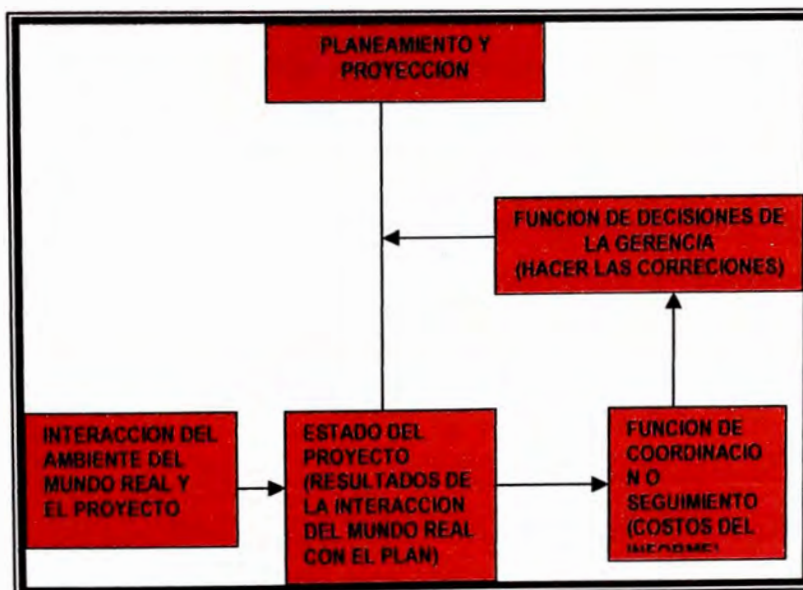 PLANEAMIENTO Y
PROYECCION
FUNCION DE DECISIONES DE
LA GERENCIA
(HACER LAS CORRECIONES)
INTERACCION DEL
AMBIENTE DEL
MUNDO REAL Y
EL PROYECTO
ESTADO DEL
PROYECTO
(RESULTADOS DE
LA INTERACCION
DEL MUNDO REAL
CON EL PLAN)
FUNCION DE
COORDINACIO
N O
SEGUIMIENTO
(COSTOS DEL
INFORME)